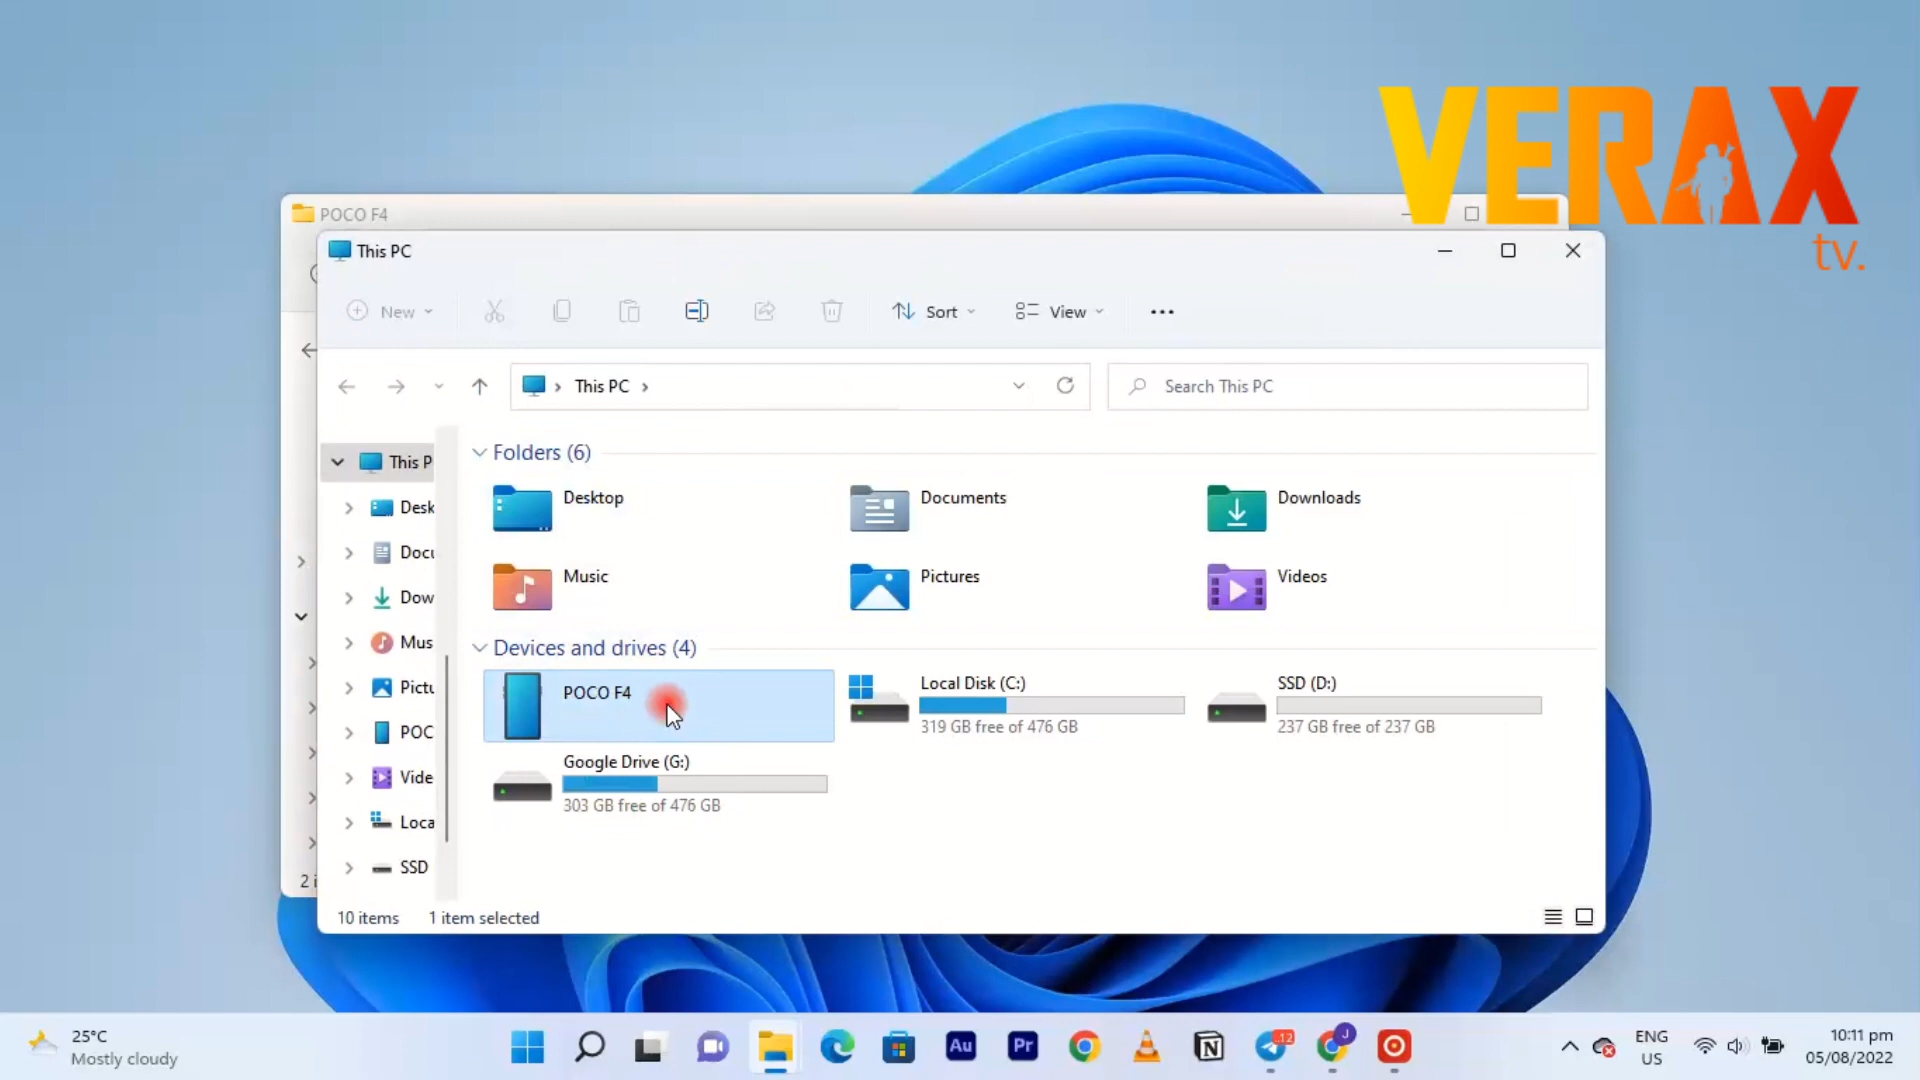 VERAX
tv.
POCO F4
This PC
New
Sort
View
This PC
Search This PC
This P
Desk
Docu
Dow
Mus
Pictu
POC
Vide
Loca
SSD
Folders (6)
Desktop
Documents
Downloads
Music
Pictures
Videos
Devices and drives (4)
POCO F4
Local Disk (C:)
319 GB free of 476 GB
SSD (D:)
237 GB free of 237 GB
Google Drive (G:)
303 GB free of 476 GB
2 i
10 items 1 item selected
25°C
Mostly cloudy
Au
Pr
12
J
ENG
US
10:11 pm
05/08/2022